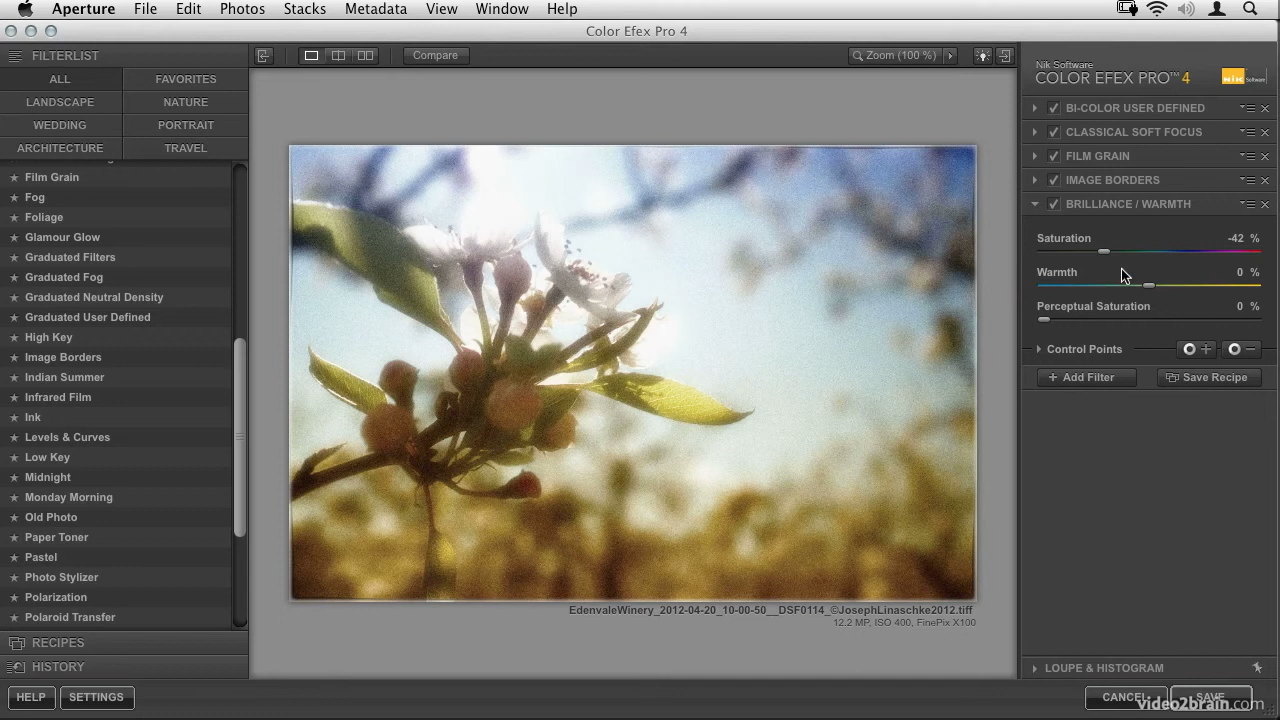 Aperture File Edit Photos Stacks Metadata View Window Help
Color Efex Pro 4
FILTERLIST
ALL FAVORITES
LANDSCAPE NATURE
WEDDING PORTRAIT
ARCHITECTURE TRAVEL
Film Grain
Fog
Foliage
Glamour Glow
Graduated Filters
Graduated Fog
Graduated Neutral Density
Graduated User Defined
High Key
Image Borders
Indian Summer
Infrared Film
Ink
Levels & Curves
Low Key
Midnight
Monday Morning
Old Photo
Paper Toner
Pastel
Photo Stylizer
Polarization
Polaroid Transfer
RECIPES
HISTORY
HELP SETTINGS
Compare
Zoom (100 %)
EdenvaleWinery_2012-04-20_10-00-50__DSF0114_©JosephLinaschke2012.tiff
12.2 MP, ISO 400, FinePix X100
Nik Software
COLOR EFEX PRO™ 4
Nik Software
BI-COLOR USER DEFINED
CLASSICAL SOFT FOCUS
FILM GRAIN
IMAGE BORDERS
BRILLIANCE / WARMTH
Saturation -42 %
Warmth 0 %
Perceptual Saturation 0 %
Control Points
Add Filter Save Recipe
LOUPE & HISTOGRAM
CANCEL SAVE
video2brain.com